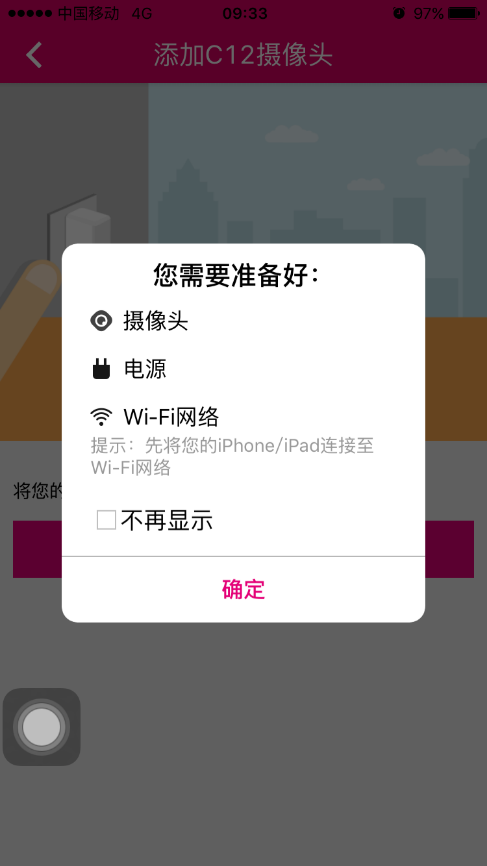 中国移动 4G 09:33 97%
添加C12摄像头
您需要准备好：
摄像头
电源
Wi-Fi网络
提示：先将您的iPhone/iPad连接至
Wi-Fi网络
将您的
不再显示
确定